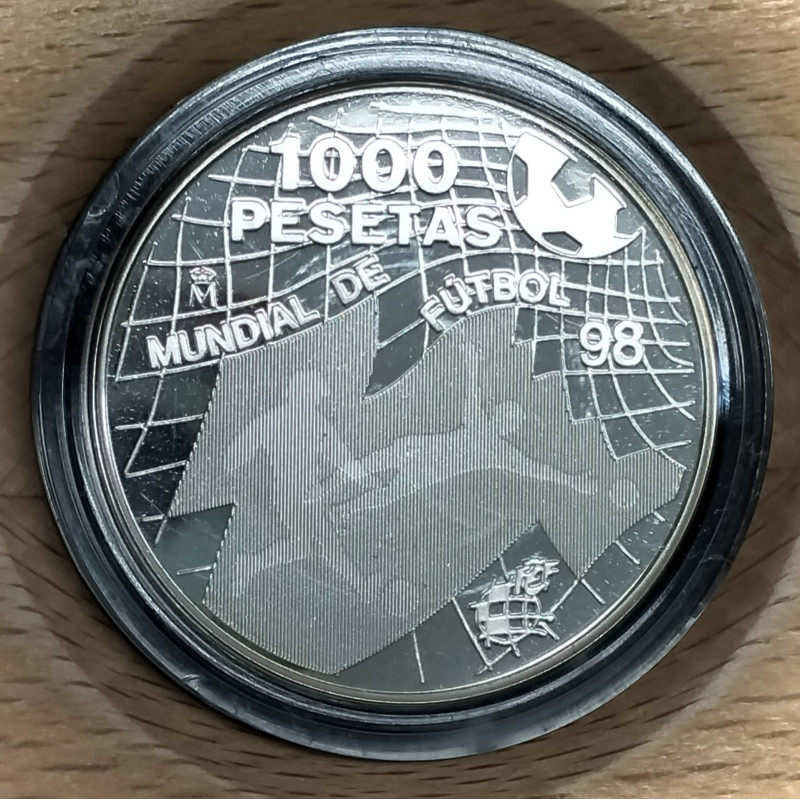 1000
PESETAS
M
MUNDIAL DE FÚTBOL 98